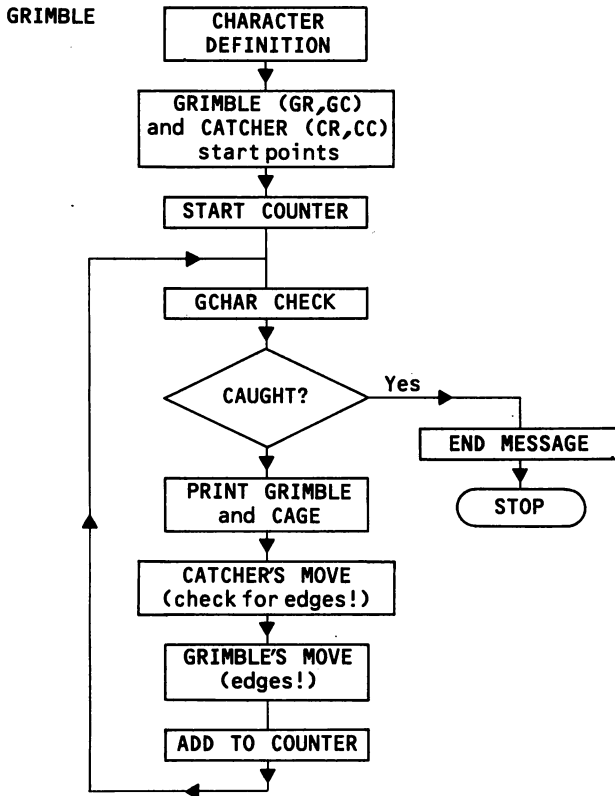 GRIMBLE
CHARACTER
DEFINITION
GRIMBLE (GR,GC)
and CATCHER (CR,CC)
start points
START COUNTER
GCHAR CHECK
CAUGHT?
Yes
END MESSAGE
STOP
PRINT GRIMBLE
and CAGE
CATCHER'S MOVE
(check for edges!)
GRIMBLE'S MOVE
(edges!)
ADD TO COUNTER